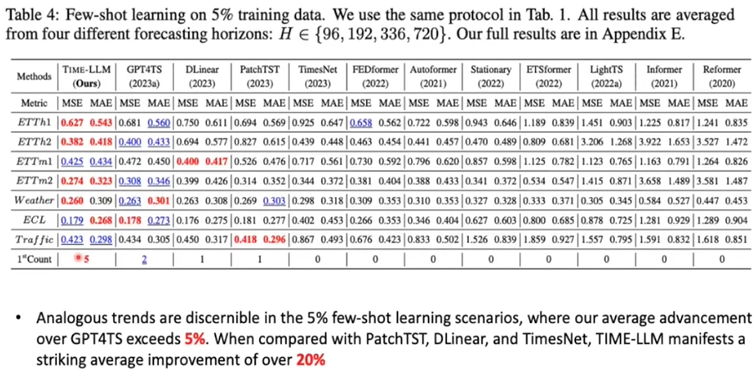 Table 4: Few-shot learning on 5% training data. We use the same protocol in Tab. 1. All results are averaged
from four different forecasting horizons: H ∈ {96, 192, 336, 720}. Our full results are in Appendix E.
Methods | TIME-LLM (Ours) | GPT4TS (2023a) | DLinear (2023) | PatchTST (2023) | TimesNet (2023) | FEDformer (2022) | Autoformer (2021) | Stationary (2022) | ETSformer (2022) | LightTS (2022a) | Informer (2021) | Reformer (2020)
Metric | MSE MAE | MSE MAE | MSE MAE | MSE MAE | MSE MAE | MSE MAE | MSE MAE | MSE MAE | MSE MAE | MSE MAE | MSE MAE | MSE MAE
ETTh1 | 0.627 0.543 | 0.681 0.560 | 0.750 0.611 | 0.694 0.569 | 0.925 0.647 | 0.658 0.562 | 0.722 0.598 | 0.943 0.646 | 1.189 0.839 | 1.451 0.903 | 1.225 0.817 | 1.241 0.835
ETTh2 | 0.382 0.418 | 0.400 0.433 | 0.694 0.577 | 0.827 0.615 | 0.439 0.448 | 0.463 0.454 | 0.441 0.457 | 0.470 0.489 | 0.809 0.681 | 3.206 1.268 | 3.922 1.653 | 3.527 1.472
ETTm1 | 0.425 0.434 | 0.472 0.450 | 0.400 0.417 | 0.526 0.476 | 0.717 0.561 | 0.730 0.592 | 0.796 0.620 | 0.857 0.598 | 1.125 0.782 | 1.123 0.765 | 1.163 0.791 | 1.264 0.826
ETTm2 | 0.274 0.323 | 0.308 0.346 | 0.399 0.426 | 0.314 0.352 | 0.344 0.372 | 0.381 0.404 | 0.388 0.433 | 0.341 0.372 | 0.534 0.547 | 1.415 0.871 | 3.658 1.489 | 3.581 1.487
Weather | 0.260 0.309 | 0.263 0.301 | 0.263 0.308 | 0.269 0.303 | 0.298 0.318 | 0.309 0.353 | 0.310 0.353 | 0.327 0.328 | 0.333 0.371 | 0.305 0.345 | 0.584 0.527 | 0.447 0.453
ECL | 0.179 0.268 | 0.178 0.273 | 0.176 0.275 | 0.181 0.277 | 0.402 0.453 | 0.266 0.353 | 0.346 0.404 | 0.627 0.603 | 0.800 0.685 | 0.878 0.725 | 1.281 0.929 | 1.289 0.904
Traffic | 0.423 0.298 | 0.434 0.305 | 0.450 0.317 | 0.418 0.296 | 0.867 0.493 | 0.676 0.423 | 0.833 0.502 | 1.526 0.839 | 1.859 0.927 | 1.557 0.795 | 1.591 0.832 | 1.618 0.851
1stCount | 5 | 2 | 1 | 1 | 0 | 0 | 0 | 0 | 0 | 0 | 0 | 0
• Analogous trends are discernible in the 5% few-shot learning scenarios, where our average advancement
over GPT4TS exceeds 5%. When compared with PatchTST, DLinear, and TimesNet, TIME-LLM manifests a
striking average improvement of over 20%